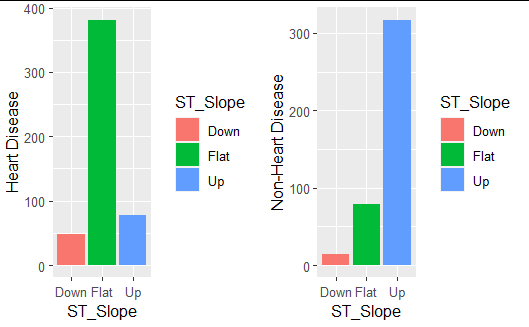 Heart Disease
400
300
200
100
0
Down Flat Up
ST_Slope
ST_Slope
Down
Flat
Up
Non-Heart Disease
300
200
100
0
Down Flat Up
ST_Slope
ST_Slope
Down
Flat
Up